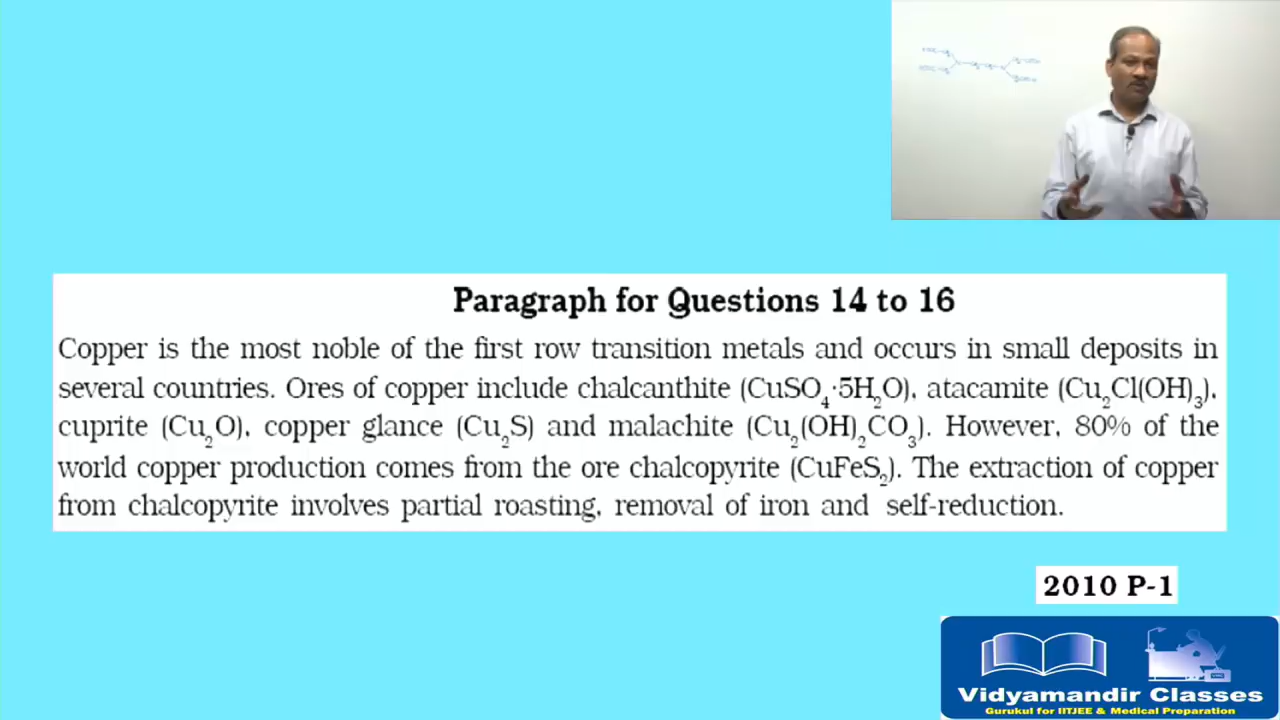 Paragraph for Questions 14 to 16
Copper is the most noble of the first row transition metals and occurs in small deposits in
several countries. Ores of copper include chalcanthite (CuSO₄·5H₂O), atacamite (Cu₂Cl(OH)₃),
cuprite (Cu₂O), copper glance (Cu₂S) and malachite (Cu₂(OH)₂CO₃). However, 80% of the
world copper production comes from the ore chalcopyrite (CuFeS₂). The extraction of copper
from chalcopyrite involves partial roasting, removal of iron and self-reduction.
2010 P-1
Vidyamandir Classes
Gurukul for IITJEE & Medical Preparation